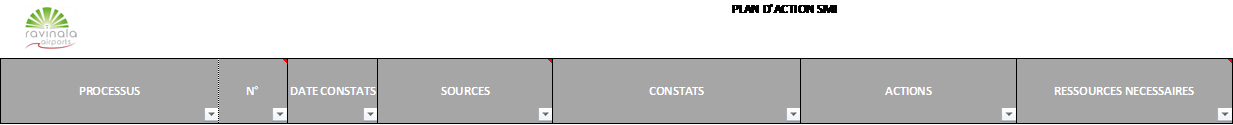 PLAN D'ACTION SMI
ravinala
airports
PROCESSUS
N°
DATE CONSTATS
SOURCES
CONSTATS
ACTIONS
RESSOURCES NECESSAIRES